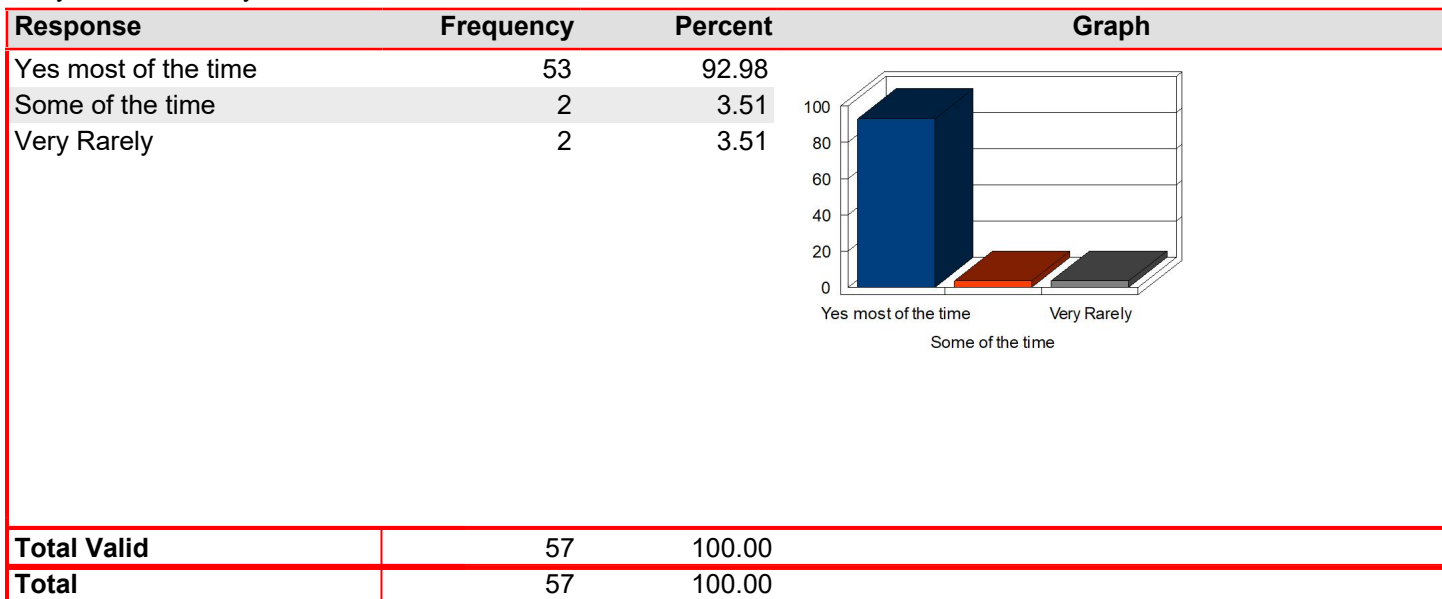 Response Frequency Percent Graph
Yes most of the time 53 92.98
Some of the time 2 3.51
Very Rarely 2 3.51
100
80
60
40
20
0
Yes most of the time Very Rarely
Some of the time
Total Valid 57 100.00
Total 57 100.00